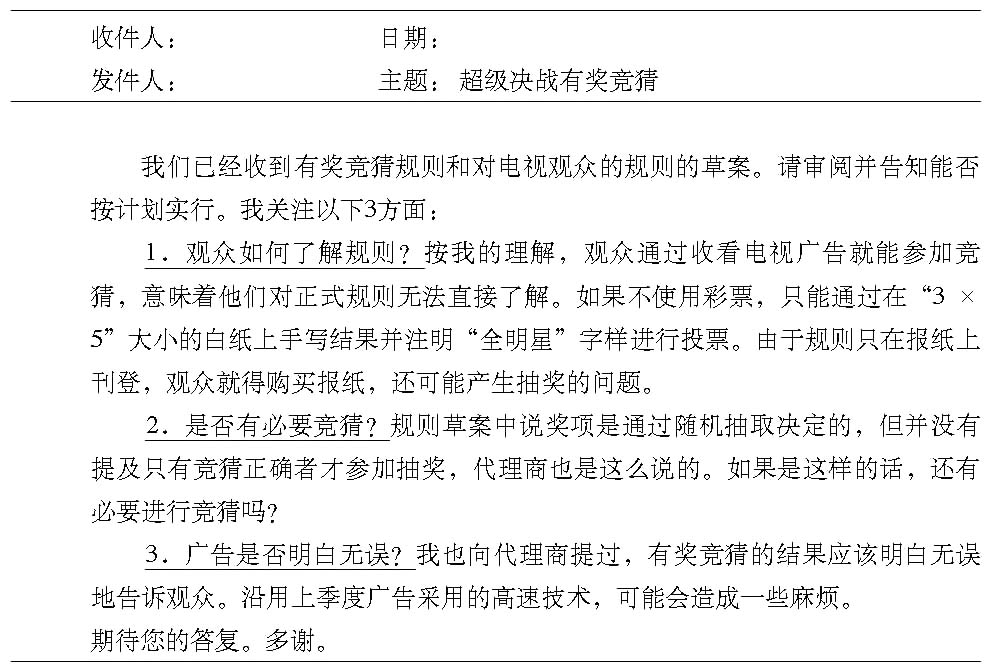 收件人：　　　　　　　　日期：
发件人：　　　　　　　　主题：超级决战有奖竞猜
我们已经收到有奖竞猜规则和对电视观众的规则的草案。请审阅并告知能否
按计划实行。我关注以下3方面：
1．观众如何了解规则？按我的理解，观众通过收看电视广告就能参加竞
猜，意味着他们对正式规则无法直接了解。如果不使用彩票，只能通过在“3 ×
5”大小的白纸上手写结果并注明“全明星”字样进行投票。由于规则只在报纸上
刊登，观众就得购买报纸，还可能产生抽奖的问题。
2．是否有必要竞猜？规则草案中说奖项是通过随机抽取决定的，但并没有
提及只有竞猜正确者才参加抽奖，代理商也是这么说的。如果是这样的话，还有
必要进行竞猜吗？
3．广告是否明白无误？我也向代理商提过，有奖竞猜的结果应该明白无误
地告诉观众。沿用上季度广告采用的高速技术，可能会造成一些麻烦。
期待您的答复。多谢。